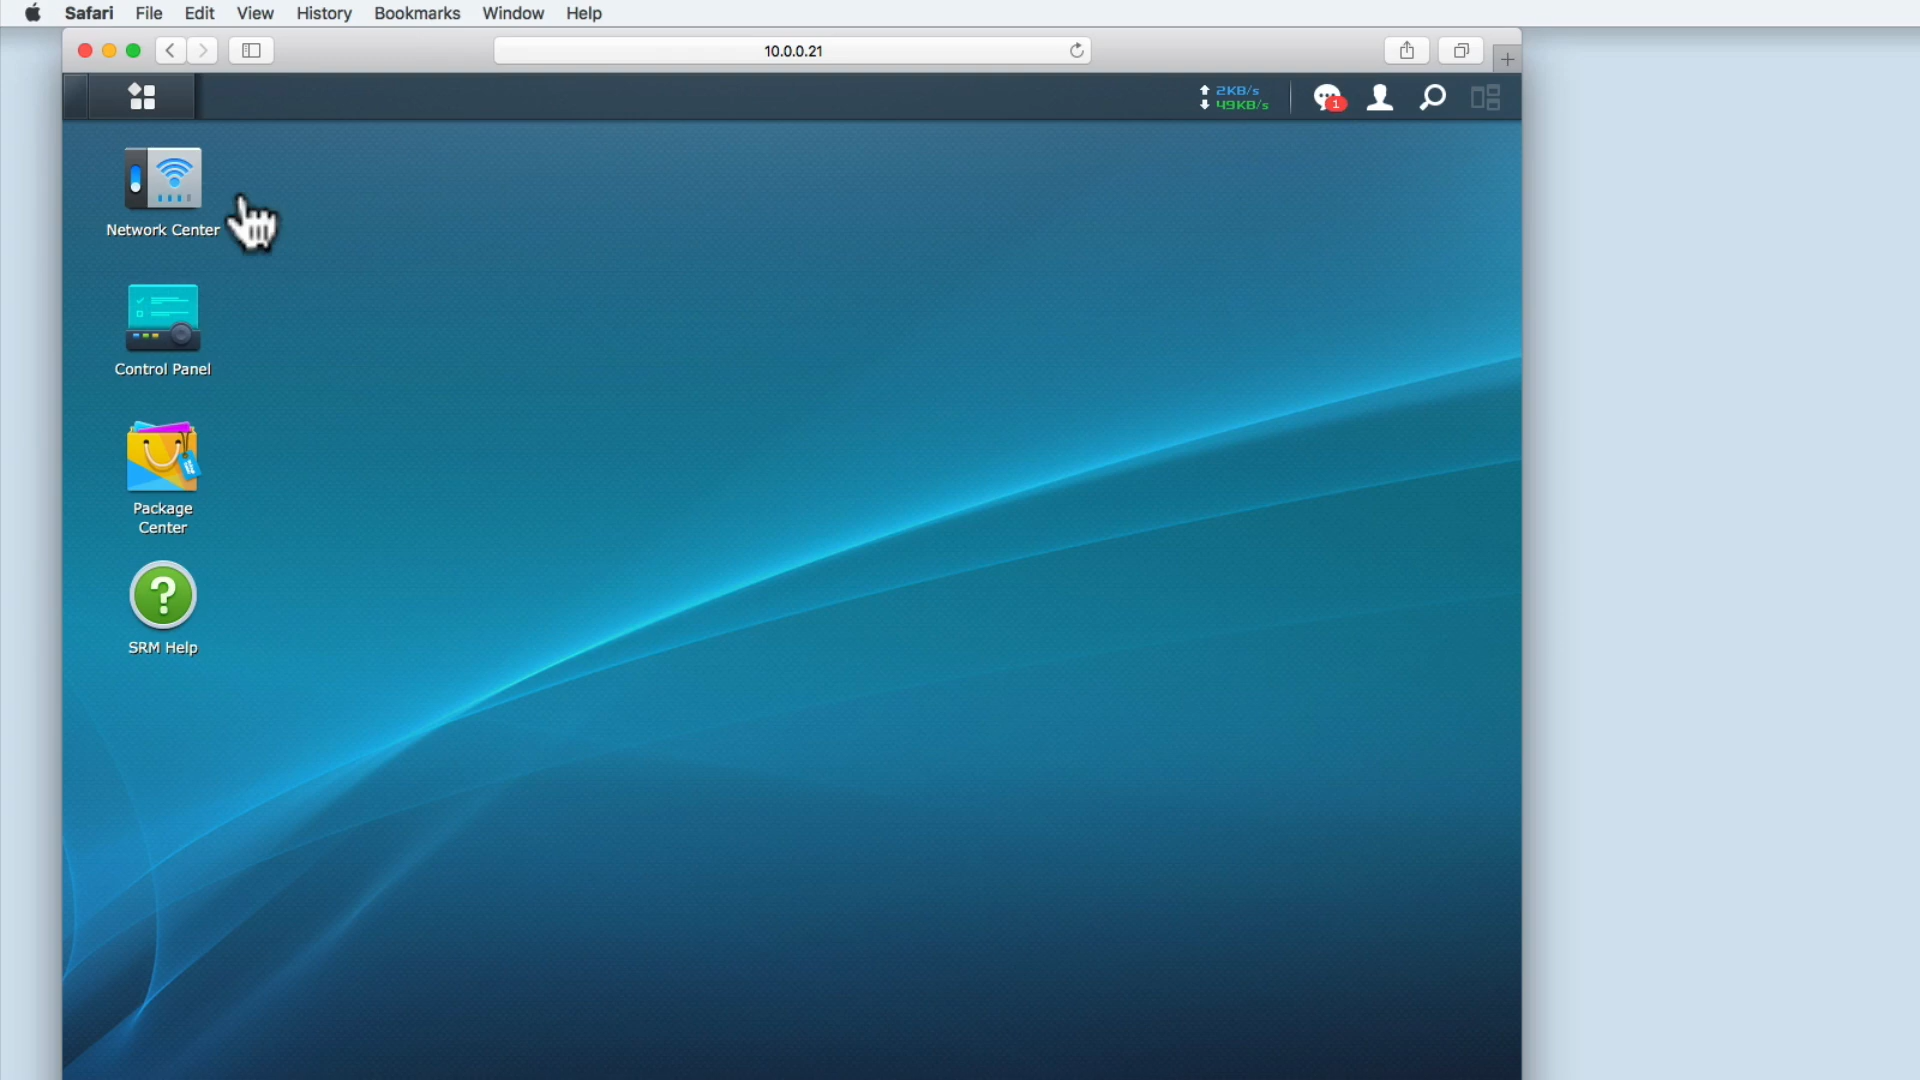 Safari File Edit View History Bookmarks Window Help
10.0.0.21
2KB/s
49KB/s
1
Network Center
Control Panel
Package
Center
?
SRM Help